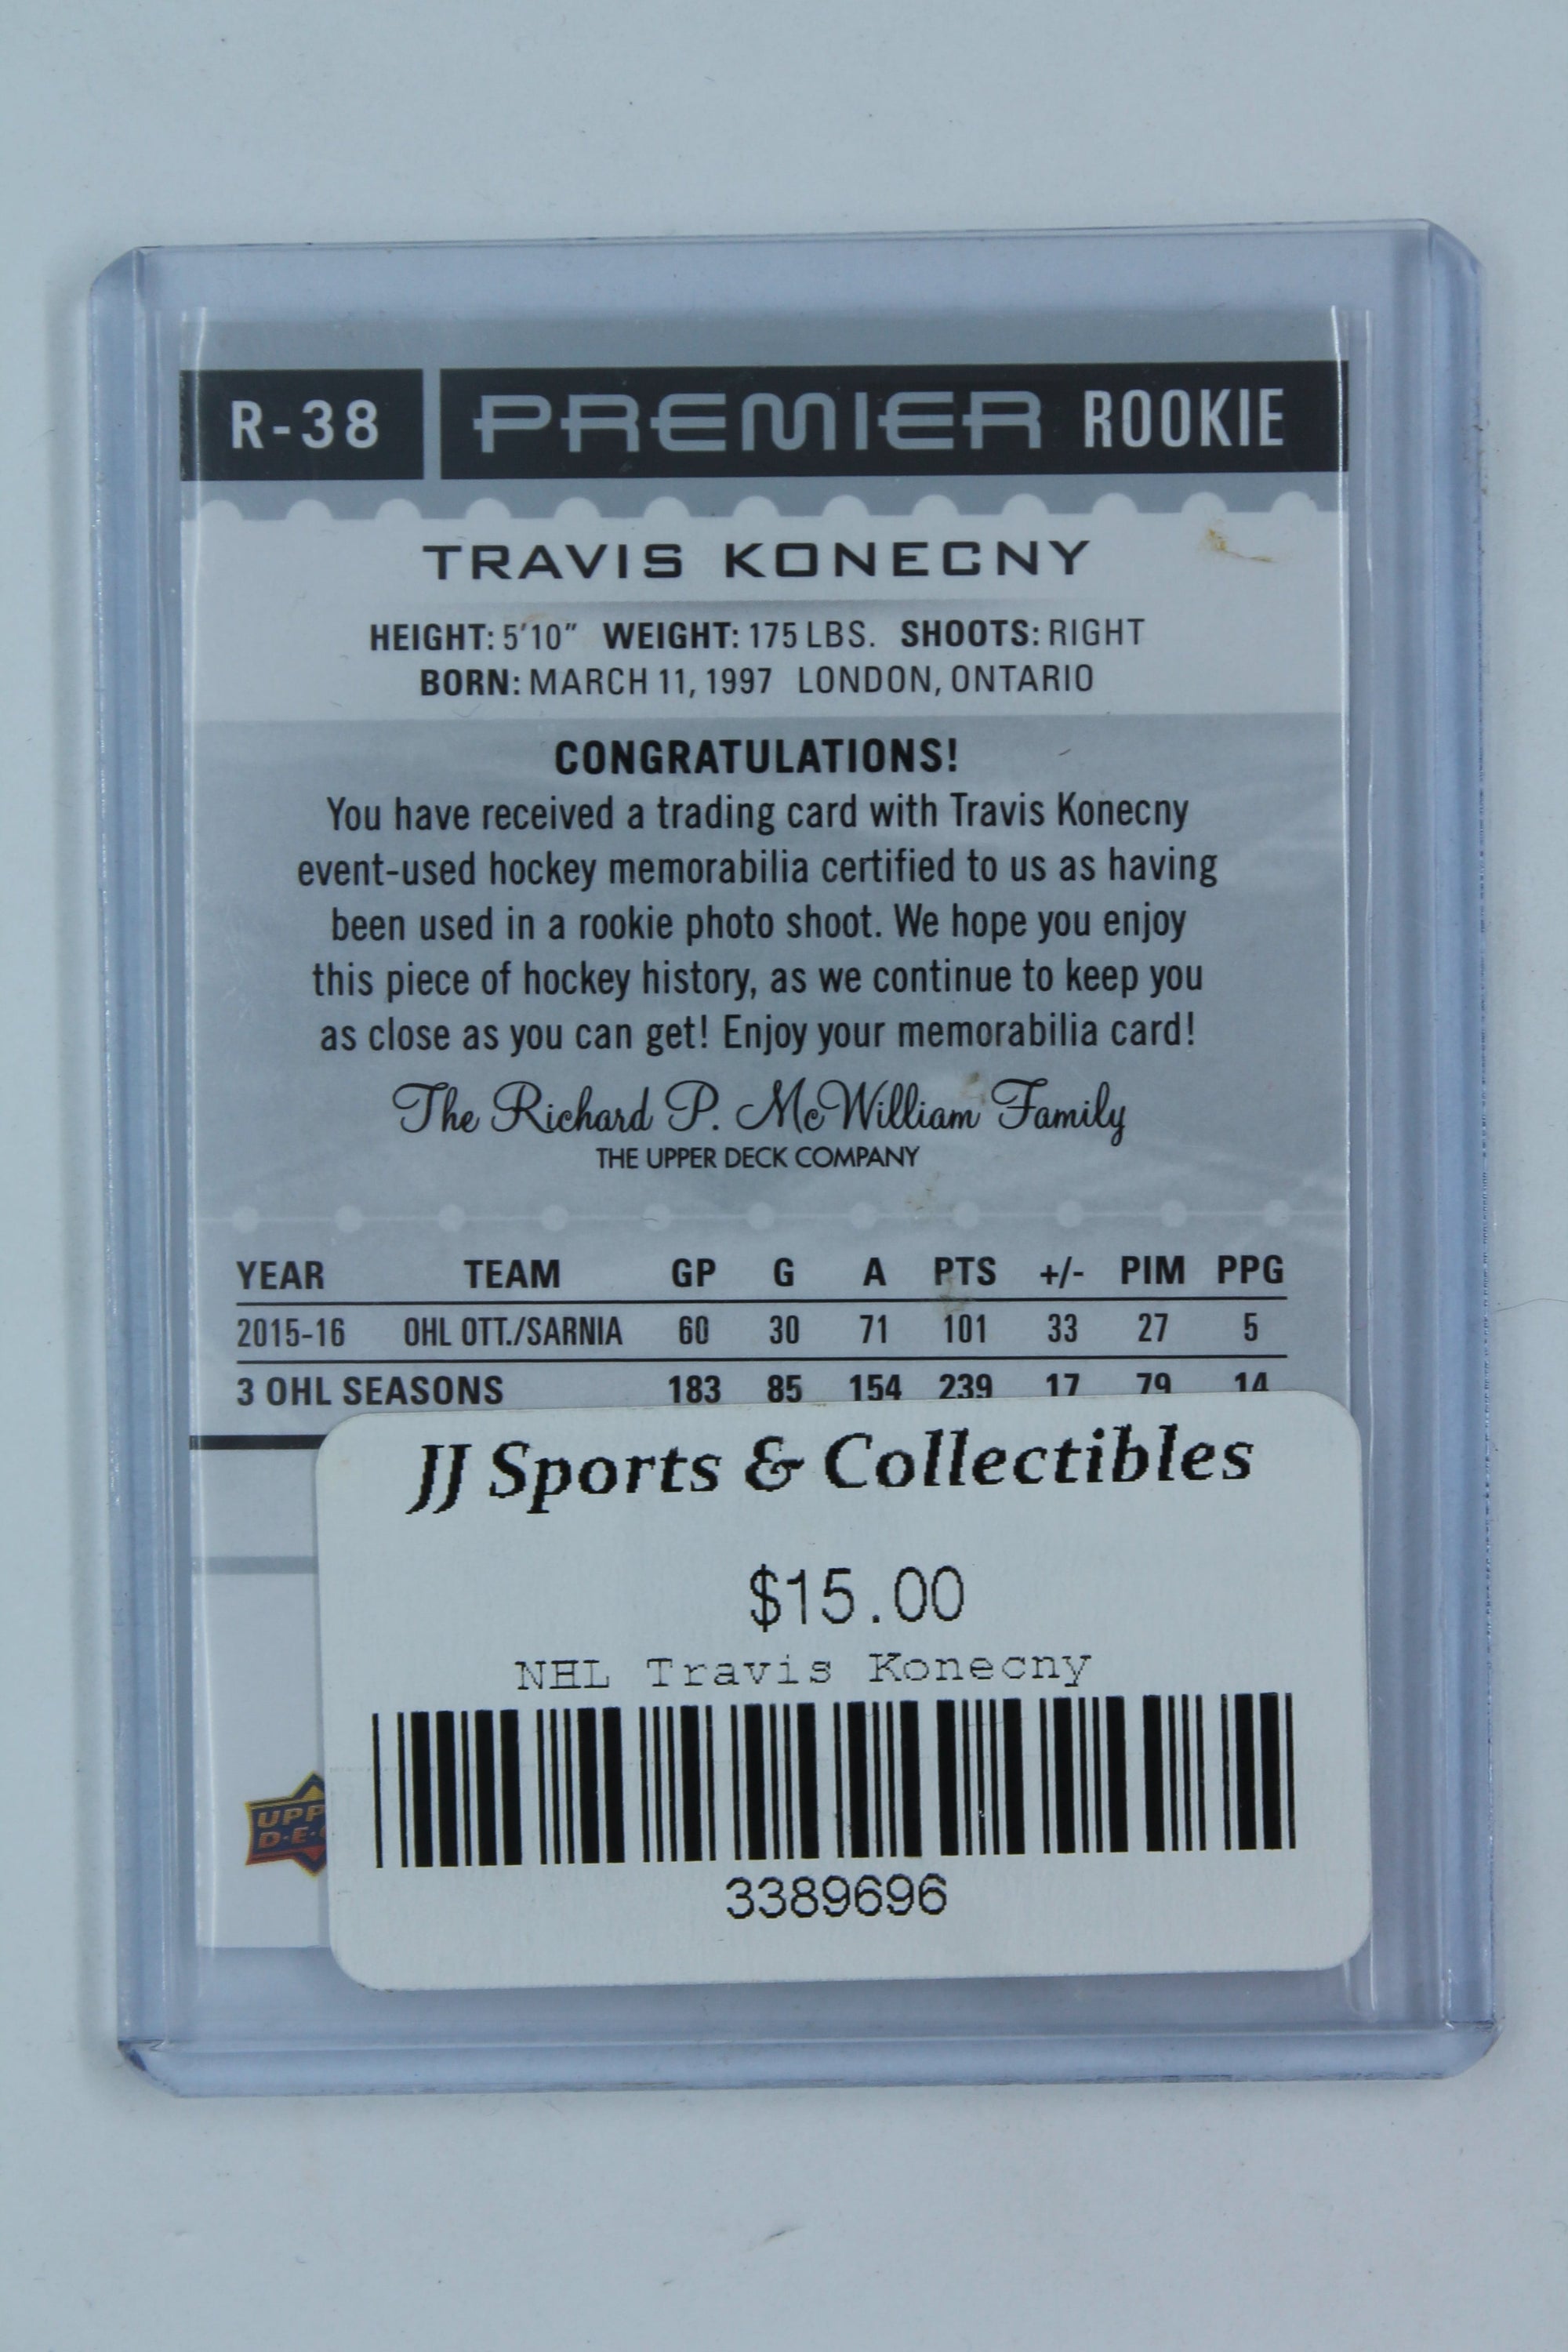 R-38 PREMIER ROOKIE
TRAVIS KONECNY
HEIGHT: 5'10" WEIGHT: 175 LBS. SHOOTS: RIGHT
BORN: MARCH 11, 1997 LONDON, ONTARIO
CONGRATULATIONS!
You have received a trading card with Travis Konecny
event-used hockey memorabilia certified to us as having
been used in a rookie photo shoot. We hope you enjoy
this piece of hockey history, as we continue to keep you
as close as you can get! Enjoy your memorabilia card!
The Richard P. McWilliam Family
THE UPPER DECK COMPANY
YEAR TEAM GP G A PTS +/- PIM PPG
2015-16 OHL OTT./SARNIA 60 30 71 101 33 27 5
3 OHL SEASONS 183 85 154 239 17 79 14
JJ Sports & Collectibles
$15.00
NHL Travis Konecny
3389696